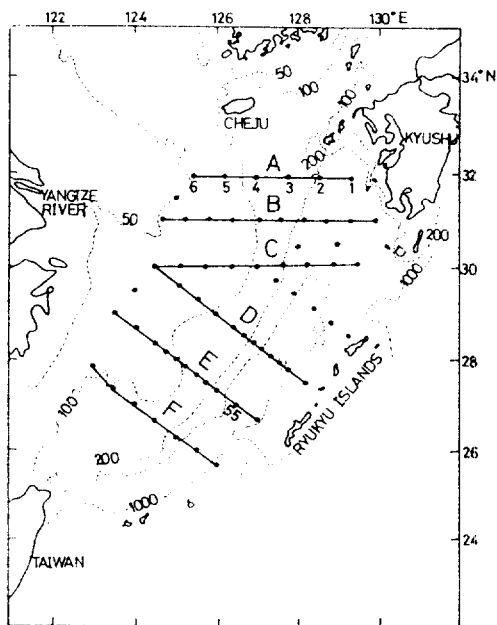 122 124 126 128 130°E
34°N
50
100
100
CHEJU
200
KYUSHU
A
32
6 5 4 3 2 1
YANGTZE
RIVER
B
50
200
C
1000
30
D
E
28
100
F
55
RYUKYU ISLANDS
26
200
1000
24
TAIWAN